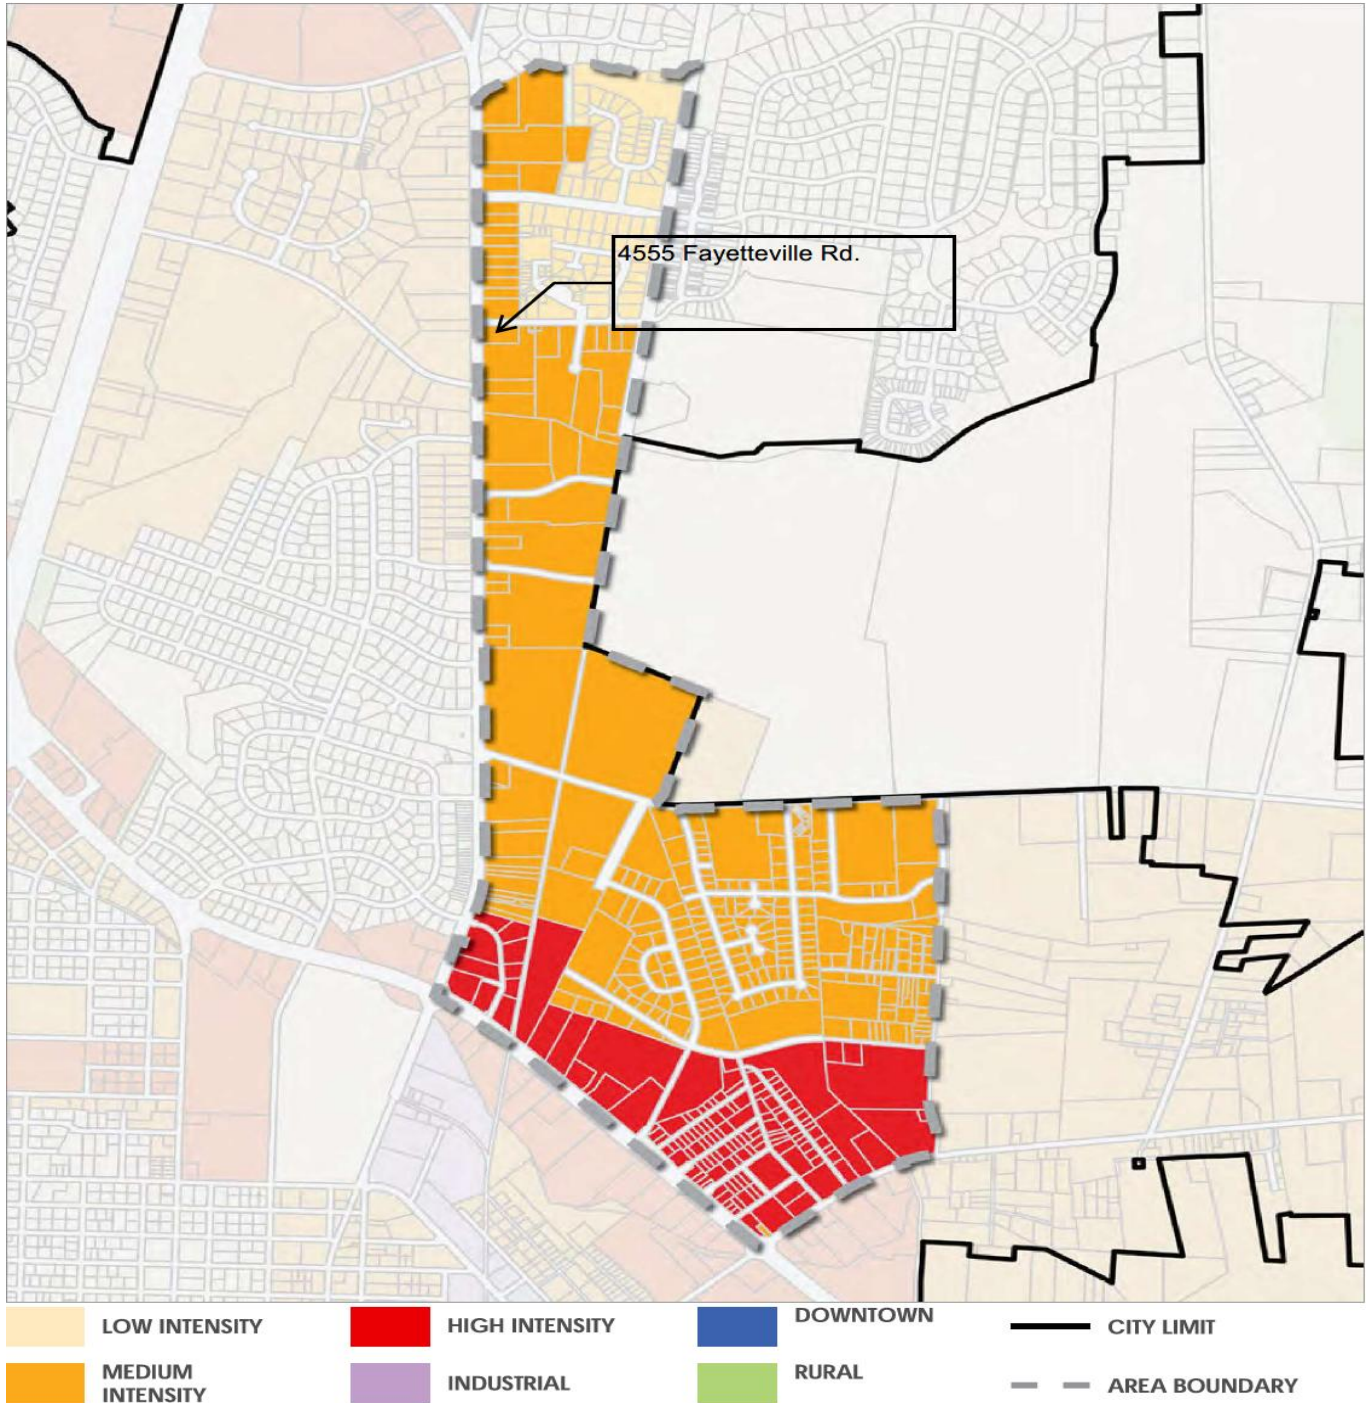 4555 Fayetteville Rd.
LOW INTENSITY
HIGH INTENSITY
DOWNTOWN
CITY LIMIT
MEDIUM
INTENSITY
INDUSTRIAL
RURAL
AREA BOUNDARY